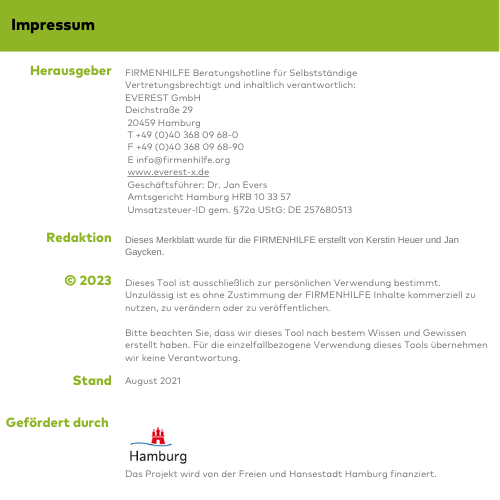 Impressum
Herausgeber
FIRMENHILFE Beratungshotline für Selbstständige
Vertretungsbrechtigt und inhaltlich verantwortlich:
EVEREST GmbH
Deichstraße 29
20459 Hamburg
T +49 (0)40 368 09 68-0
F +49 (0)40 368 09 68-90
E info@firmenhilfe.org
www.everest-x.de
Geschäftsführer: Dr. Jan Evers
Amtsgericht Hamburg HRB 10 33 57
Umsatzsteuer-ID gem. §72a UStG: DE 257680513
Redaktion
Dieses Merkblatt wurde für die FIRMENHILFE erstellt von Kerstin Heuer und Jan
Gaycken.
© 2023
Dieses Tool ist ausschließlich zur persönlichen Verwendung bestimmt.
Unzulässig ist es ohne Zustimmung der FIRMENHILFE Inhalte kommerziell zu
nutzen, zu verändern oder zu veröffentlichen.
Bitte beachten Sie, dass wir dieses Tool nach bestem Wissen und Gewissen
erstellt haben. Für die einzelfallbezogene Verwendung dieses Tools übernehmen
wir keine Verantwortung.
Stand
August 2021
Gefördert durch
Hamburg
Das Projekt wird von der Freien und Hansestadt Hamburg finanziert.